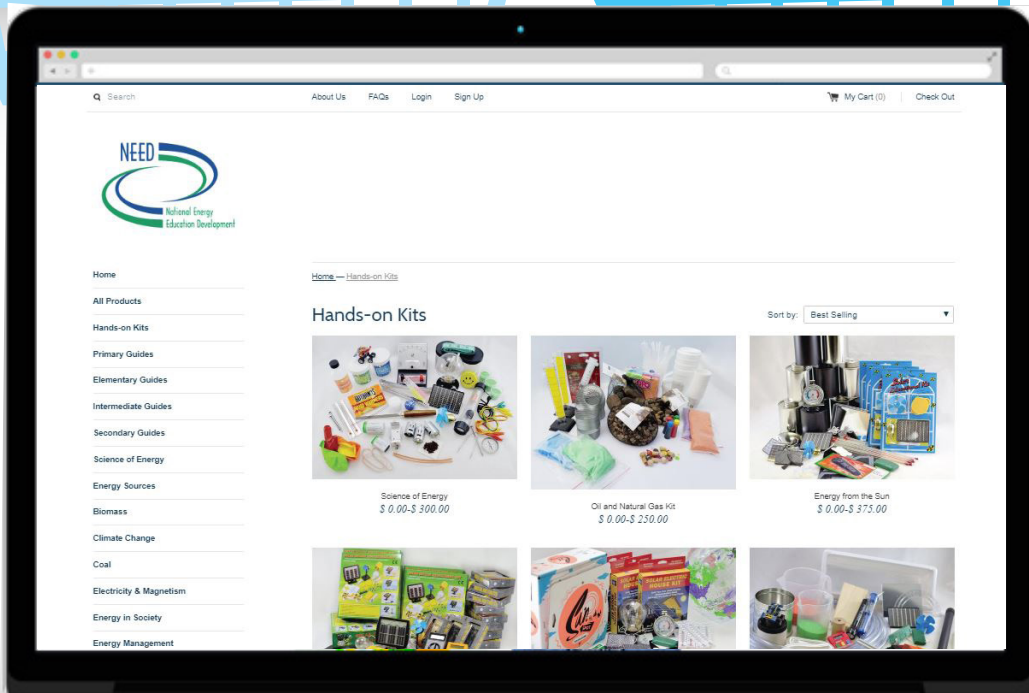 Search
About Us FAQs Login Sign Up
My Cart (0) Check Out
NEED
National Energy
Education Development
Home
All Products
Hands-on Kits
Primary Guides
Elementary Guides
Intermediate Guides
Secondary Guides
Science of Energy
Energy Sources
Biomass
Climate Change
Coal
Electricity & Magnetism
Energy in Society
Energy Management
Home — Hands-on Kits
Hands-on Kits
Sort by: Best Selling
Science of Energy
$ 0.00-$ 300.00
Oil and Natural Gas Kit
$ 0.00-$ 250.00
Energy from the Sun
$ 0.00-$ 375.00
SOLAR ELECTRIC
HOUSE KIT